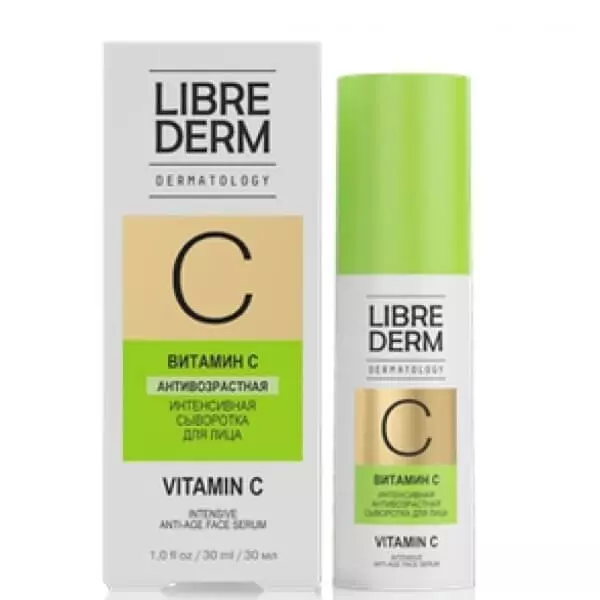 LIBRE
DERM
DERMATOLOGY
C
ВИТАМИН С
АНТИВОЗРАСТНАЯ
ИНТЕНСИВНАЯ
СЫВОРОТКА
ДЛЯ ЛИЦА
VITAMIN C
INTENSIVE
ANTI-AGE FACE SERUM
1,0 fl oz / 30 ml / 30 мл
LIBRE
DERM
DERMATOLOGY
C
ВИТАМИН С
ИНТЕНСИВНАЯ
АНТИВОЗРАСТНАЯ
СЫВОРОТКА ДЛЯ ЛИЦА
VITAMIN C
INTENSIVE
ANTI-AGE FACE SERUM